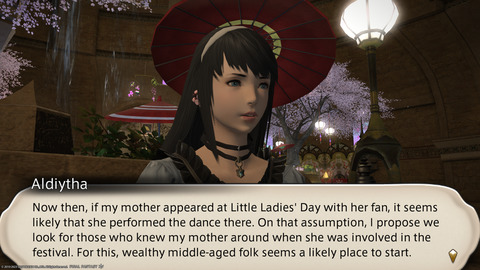 Aldiytha
Now then, if my mother appeared at Little Ladies' Day with her fan, it seems
likely that she performed the dance there. On that assumption, I propose we
look for those who knew my mother around when she was involved in the
festival. For this, wealthy middle-aged folk seems a likely place to start.